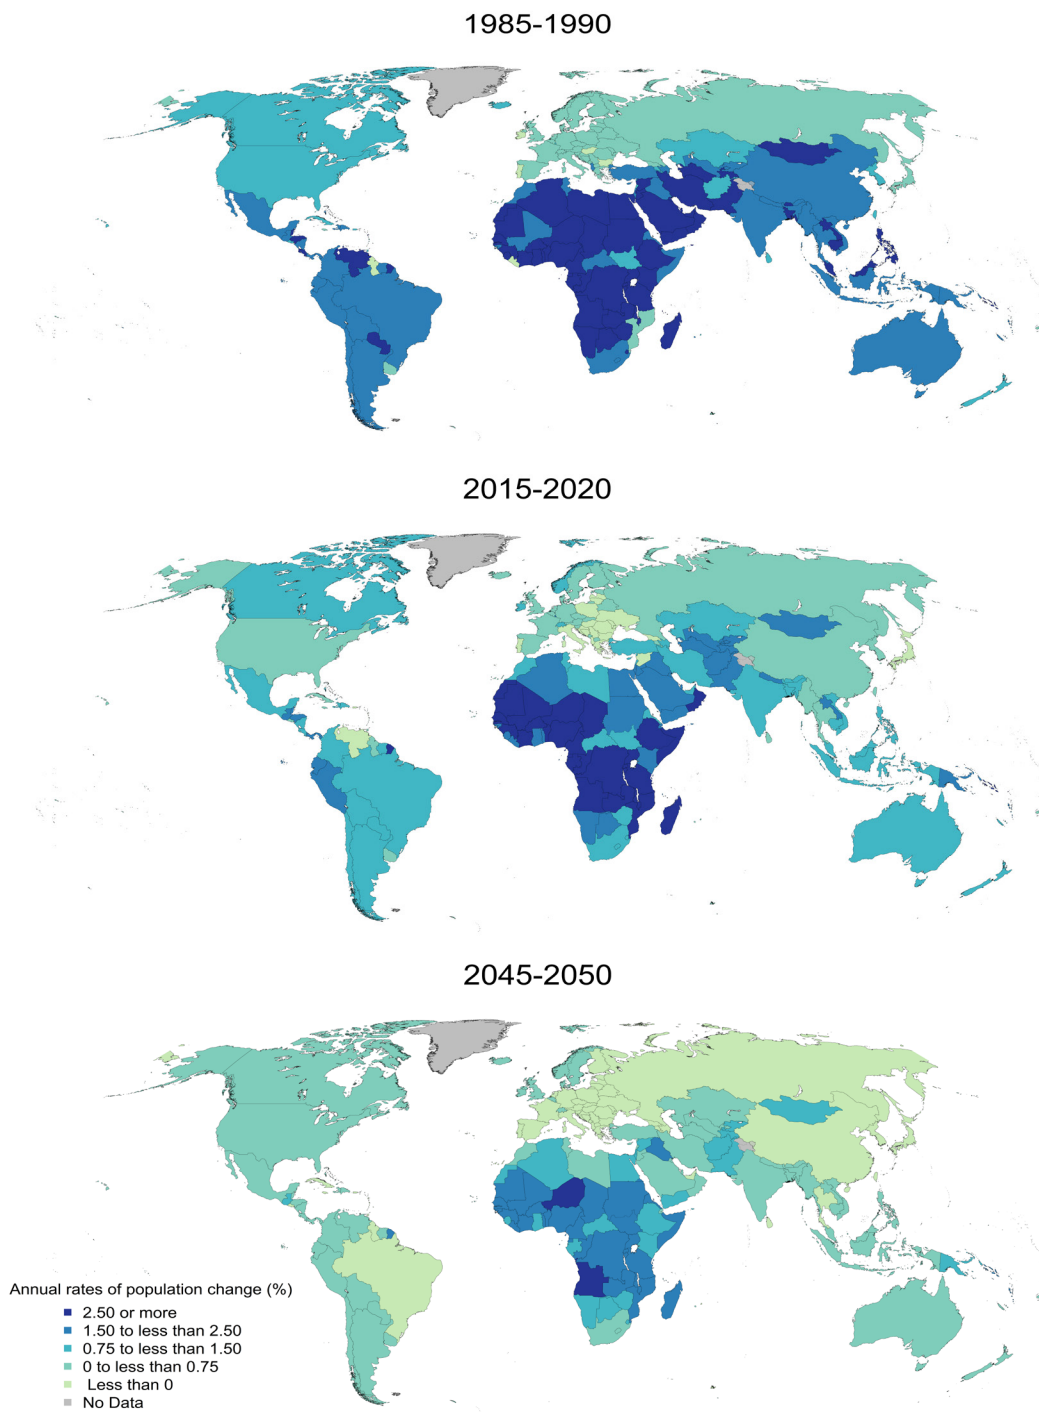 1985-1990
2015-2020
2045-2050
Annual rates of population change (%)
2.50 or more
1.50 to less than 2.50
0.75 to less than 1.50
0 to less than 0.75
Less than 0
No Data